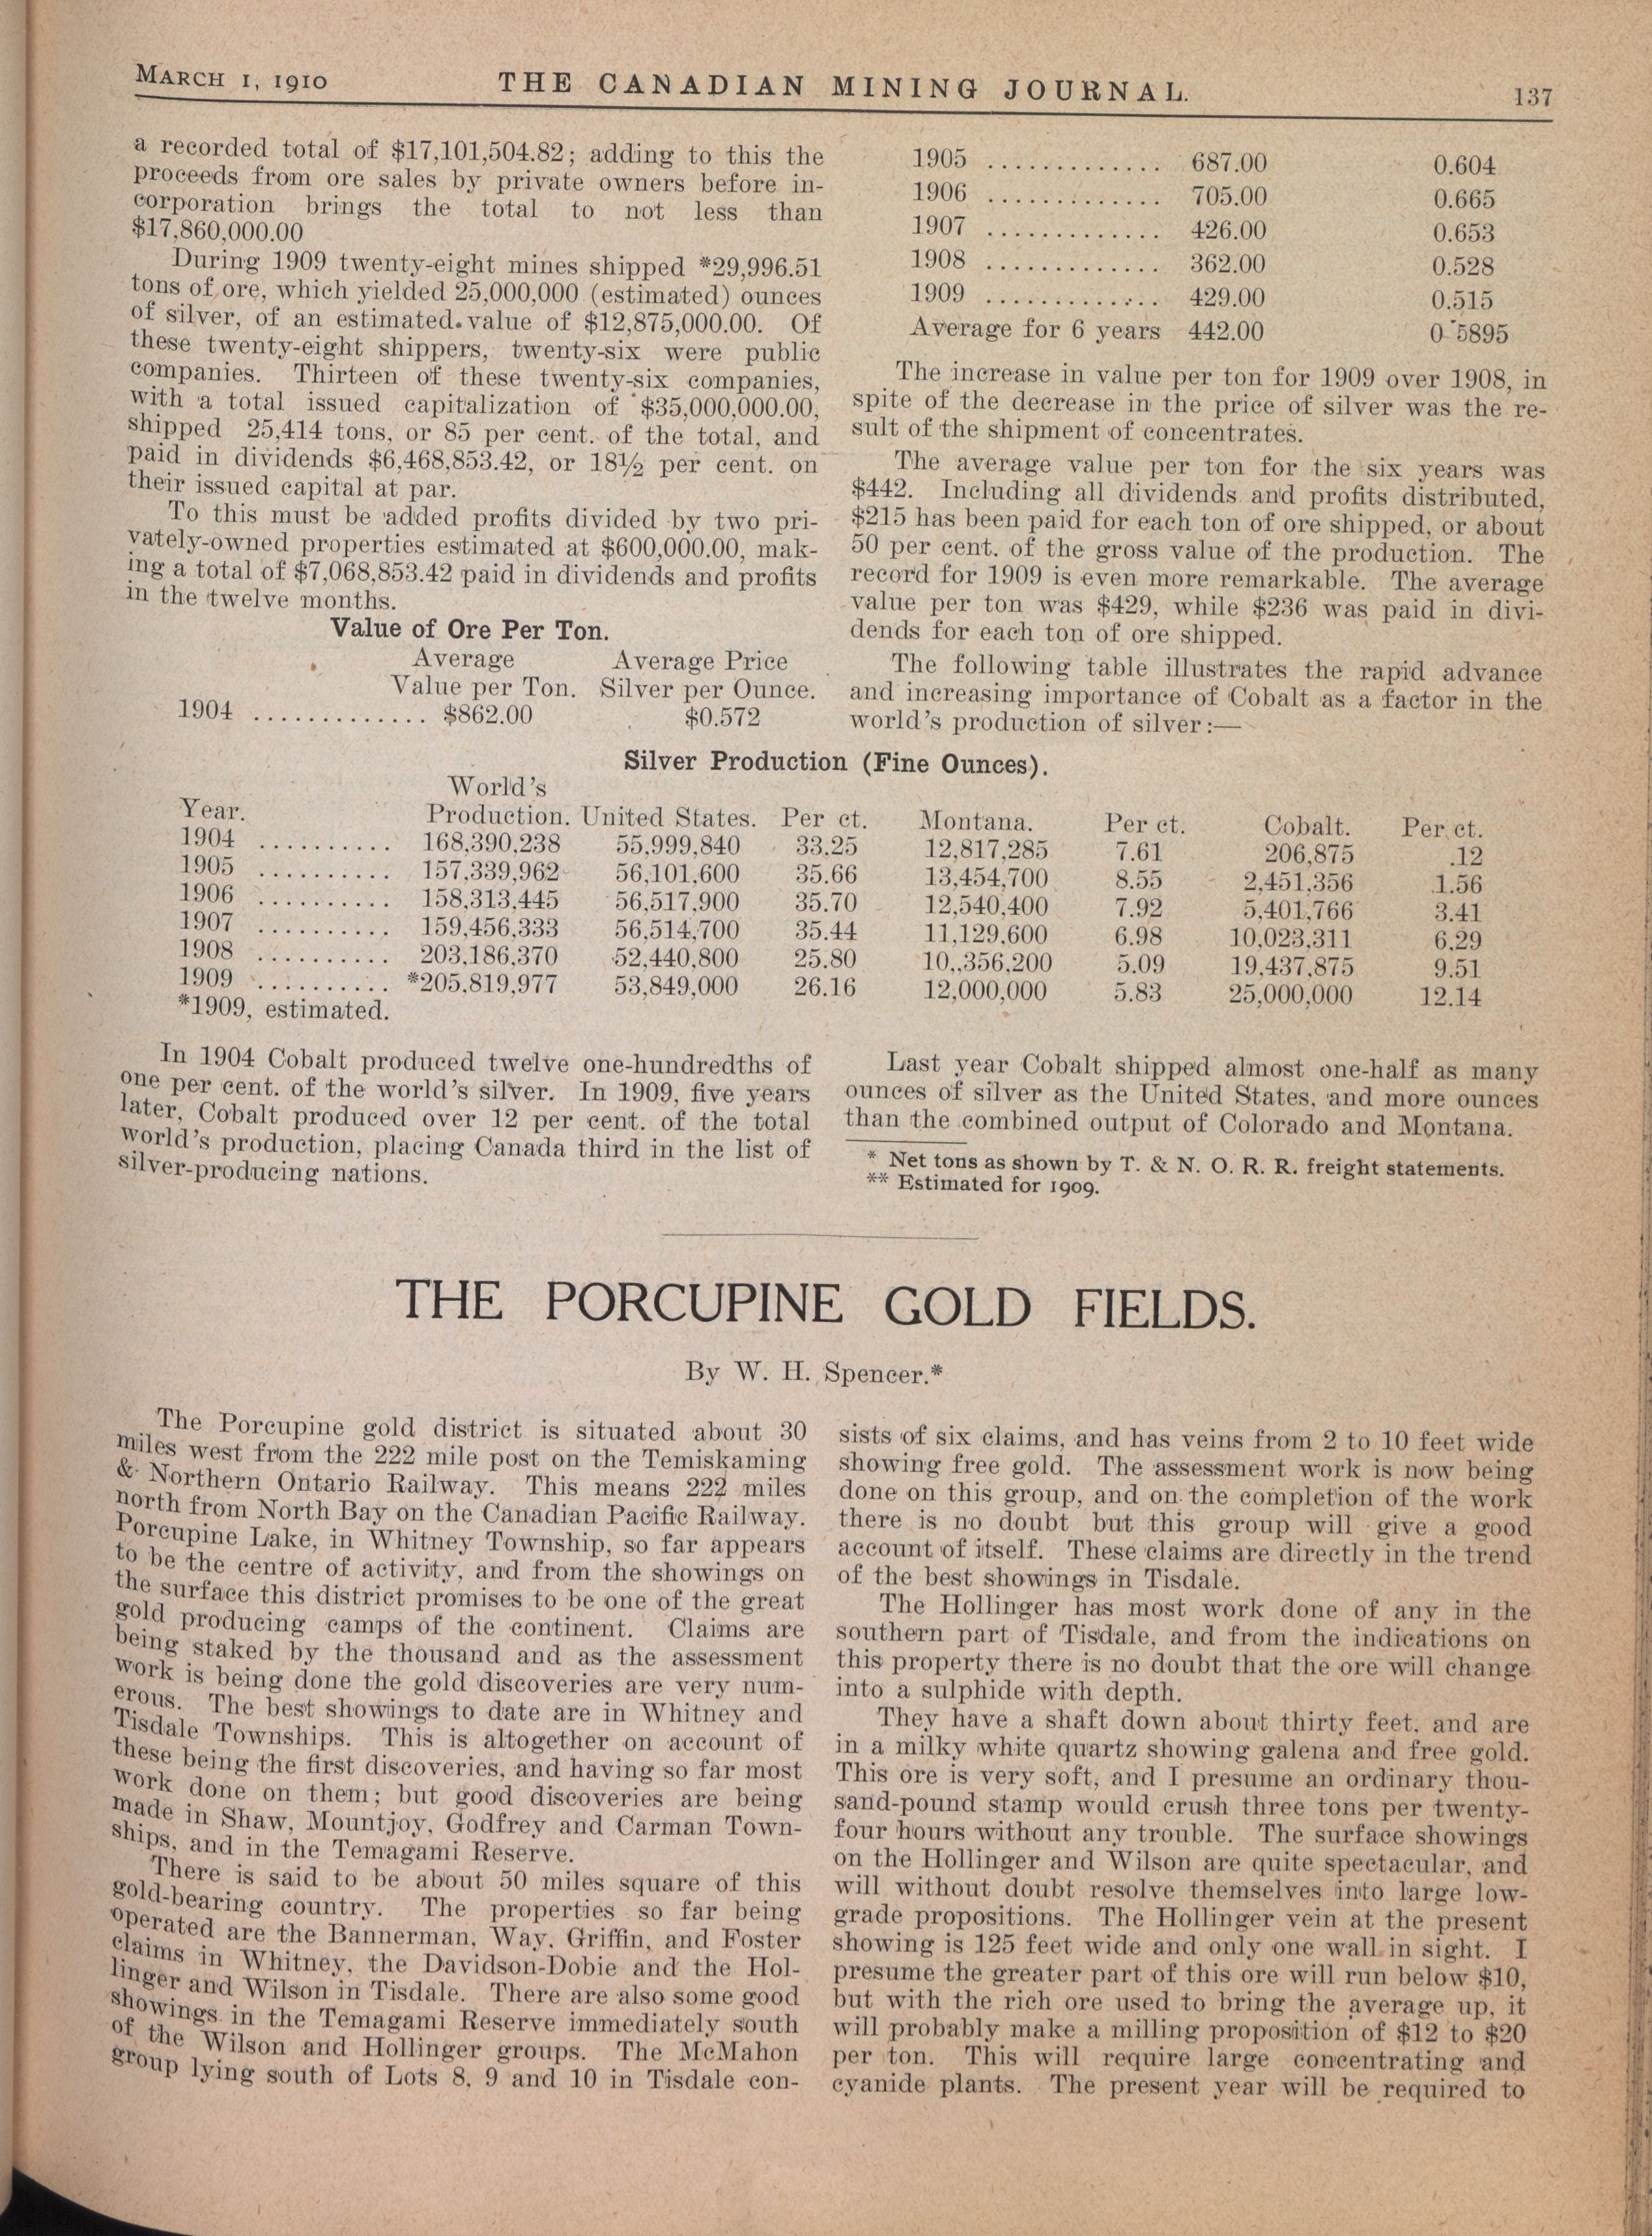 MARCH 1, 1910
THE CANADIAN MINING JOURNAL.
137
a recorded total of $17,101,504.82; adding to this the
proceeds from ore sales by private owners before in-
corporation brings the total to not less than
$17,860,000.00
During 1909 twenty-eight mines shipped *29,996.51
tons of ore, which yielded 25,000,000 (estimated) ounces
of silver, of an estimated value of $12,875,000.00. Of
these twenty-eight shippers, twenty-six were public
companies. Thirteen of these twenty-six companies,
with a total issued capitalization of $35,000,000.00,
shipped 25,414 tons, or 85 per cent. of the total, and
paid in dividends $6,468,853.42, or 18½ per cent. on
their issued capital at par.
To this must be added profits divided by two pri-
vately-owned properties estimated at $600,000.00, mak-
ing a total of $7,068,853.42 paid in dividends and profits
in the twelve months.
Value of Ore Per Ton.
Average Average Price
Value per Ton. Silver per Ounce.
1904 ............. $862.00 $0.572
1905 ............. 687.00 0.604
1906 ............. 705.00 0.665
1907 ............. 426.00 0.653
1908 ............. 362.00 0.528
1909 ............. 429.00 0.515
Average for 6 years 442.00 0 5895
The increase in value per ton for 1909 over 1908, in
spite of the decrease in the price of silver was the re-
sult of the shipment of concentrates.
The average value per ton for the six years was
$442. Including all dividends and profits distributed,
$215 has been paid for each ton of ore shipped, or about
50 per cent. of the gross value of the production. The
record for 1909 is even more remarkable. The average
value per ton was $429, while $236 was paid in divi-
dends for each ton of ore shipped.
The following table illustrates the rapid advance
and increasing importance of Cobalt as a factor in the
world's production of silver:—
Silver Production (Fine Ounces).
World's
Year. Production. United States. Per ct. Montana. Per ct. Cobalt. Per ct.
1904 .......... 168,390,238 55,999,840 33.25 12,817,285 7.61 206,875 .12
1905 .......... 157,339,962 56,101,600 35.66 13,454,700 8.55 2,451,356 1.56
1906 .......... 158,313,445 56,517,900 35.70 12,540,400 7.92 5,401,766 3.41
1907 .......... 159,456,333 56,514,700 35.44 11,129,600 6.98 10,023,311 6.29
1908 .......... 203,186,370 52,440,800 25.80 10,.356,200 5.09 19,437,875 9.51
1909 .......... *205,819,977 53,849,000 26.16 12,000,000 5.83 25,000,000 12.14
*1909, estimated.
In 1904 Cobalt produced twelve one-hundredths of
one per cent. of the world's silver. In 1909, five years
later, Cobalt produced over 12 per cent. of the total
world's production, placing Canada third in the list of
silver-producing nations.
Last year Cobalt shipped almost one-half as many
ounces of silver as the United States, and more ounces
than the combined output of Colorado and Montana.
* Net tons as shown by T. & N. O. R. R. freight statements.
** Estimated for 1909.
THE PORCUPINE GOLD FIELDS.
By W. H. Spencer.*
The Porcupine gold district is situated about 30
miles west from the 222 mile post on the Temiskaming
& Northern Ontario Railway. This means 222 miles
north from North Bay on the Canadian Pacific Railway.
Porcupine Lake, in Whitney Township, so far appears
to be the centre of activity, and from the showings on
the surface this district promises to be one of the great
gold producing camps of the continent. Claims are
being staked by the thousand and as the assessment
work is being done the gold discoveries are very num-
erous. The best showings to date are in Whitney and
Tisdale Townships. This is altogether on account of
these being the first discoveries, and having so far most
work done on them; but good discoveries are being
made in Shaw, Mountjoy, Godfrey and Carman Town-
ships, and in the Temagami Reserve.
There is said to be about 50 miles square of this
gold-bearing country. The properties so far being
operated are the Bannerman, Way, Griffin, and Foster
claims in Whitney, the Davidson-Dobie and the Hol-
linger and Wilson in Tisdale. There are also some good
showings in the Temagami Reserve immediately south
of the Wilson and Hollinger groups. The McMahon
group lying south of Lots 8, 9 and 10 in Tisdale con-
sists of six claims, and has veins from 2 to 10 feet wide
showing free gold. The assessment work is now being
done on this group, and on the completion of the work
there is no doubt but this group will give a good
account of itself. These claims are directly in the trend
of the best showings in Tisdale.
The Hollinger has most work done of any in the
southern part of Tisdale, and from the indications on
this property there is no doubt that the ore will change
into a sulphide with depth.
They have a shaft down about thirty feet, and are
in a milky white quartz showing galena and free gold.
This ore is very soft, and I presume an ordinary thou-
sand-pound stamp would crush three tons per twenty-
four hours without any trouble. The surface showings
on the Hollinger and Wilson are quite spectacular, and
will without doubt resolve themselves into large low-
grade propositions. The Hollinger vein at the present
showing is 125 feet wide and only one wall in sight. I
presume the greater part of this ore will run below $10,
but with the rich ore used to bring the average up, it
will probably make a milling proposition of $12 to $20
per ton. This will require large concentrating and
cyanide plants. The present year will be required to